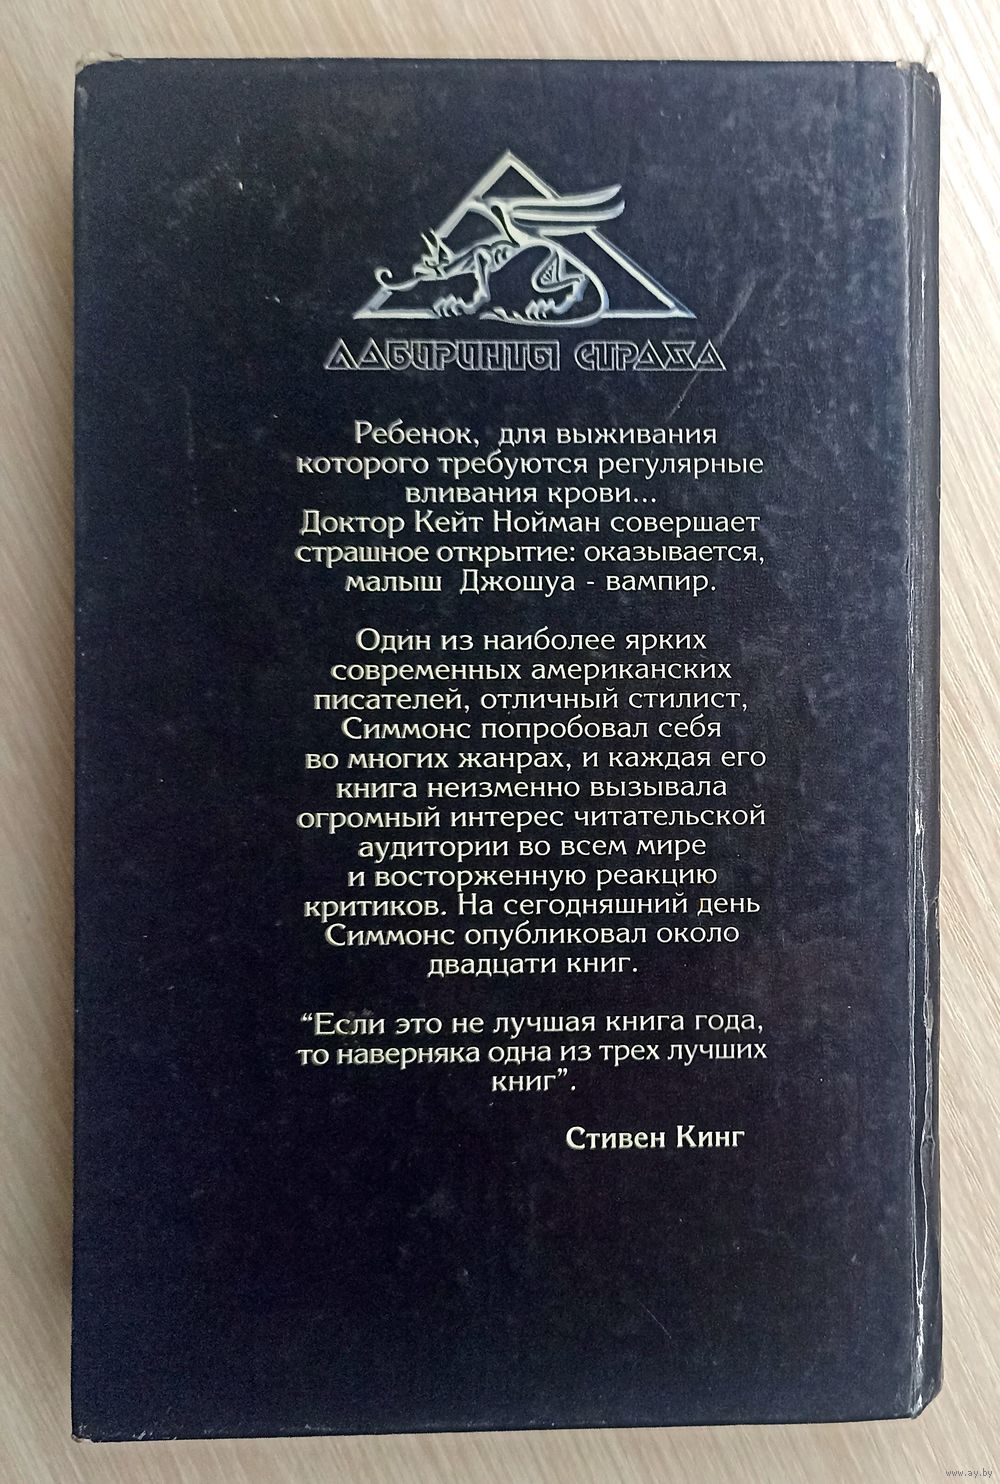 ЛАБИРИНТЫ СТРАХА
Ребенок, для выживания
которого требуются регулярные
вливания крови...
Доктор Кейт Нойман совершает
страшное открытие: оказывается,
малыш Джошуа - вампир.
Один из наиболее ярких
современных американских
писателей, отличный стилист,
Симмонс попробовал себя
во многих жанрах, и каждая его
книга неизменно вызывала
огромный интерес читательской
аудитории во всем мире
и восторженную реакцию
критиков. На сегодняшний день
Симмонс опубликовал около
двадцати книг.
“Если это не лучшая книга года,
то наверняка одна из трех лучших
книг”.
Стивен Кинг
www.ay.by